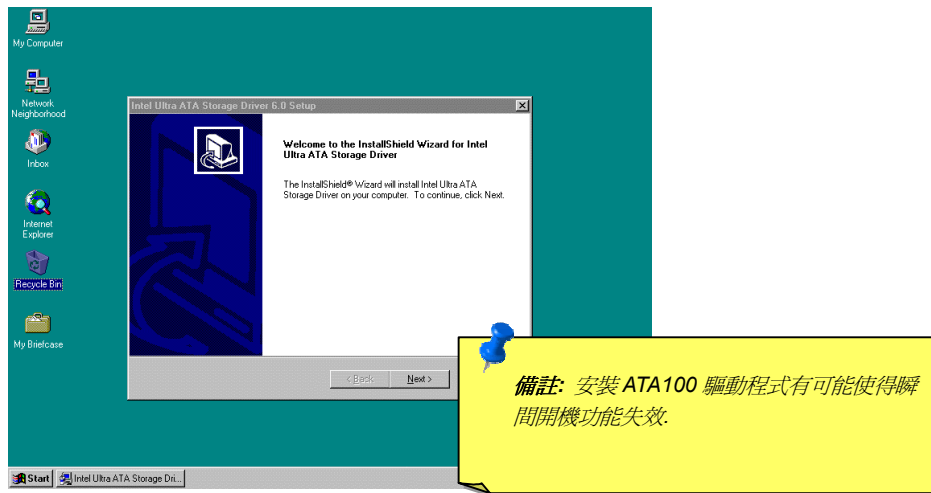 My Computer
Network
Neighborhood
Inbox
Internet
Explorer
Recycle Bin
My Briefcase
Intel Ultra ATA Storage Driver 6.0 Setup
Welcome to the InstallShield Wizard for Intel
Ultra ATA Storage Driver
The InstallShield® Wizard will install Intel Ultra ATA
Storage Driver on your computer. To continue, click Next.
< Back
Next >
備註: 安裝 ATA100 驅動程式有可能使得瞬
間開機功能失效.
Start
Intel Ultra ATA Storage Dri...